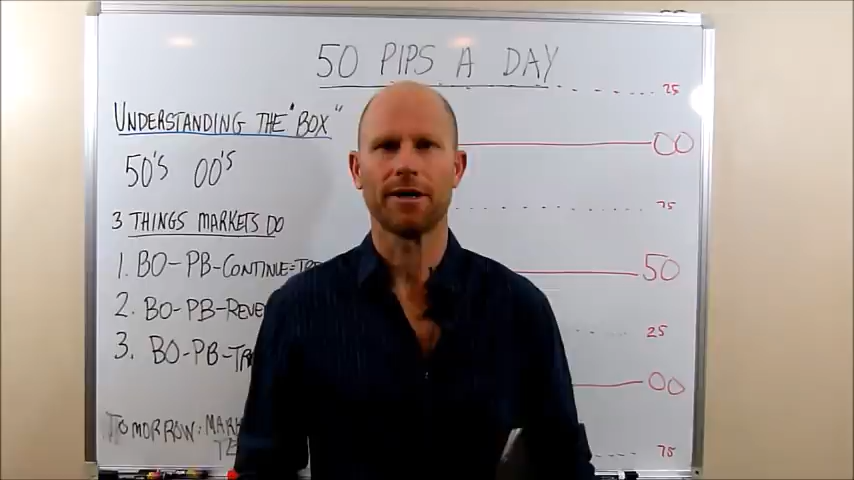 50 PIPS A DAY
UNDERSTANDING THE "BOX"
50'S 00'S
3 THINGS MARKETS DO
1. BO-PB-CONTINUE=
2. BO-PB-
3. BO-PB-
TOMORROW:
25
00
75
50
25
00
75